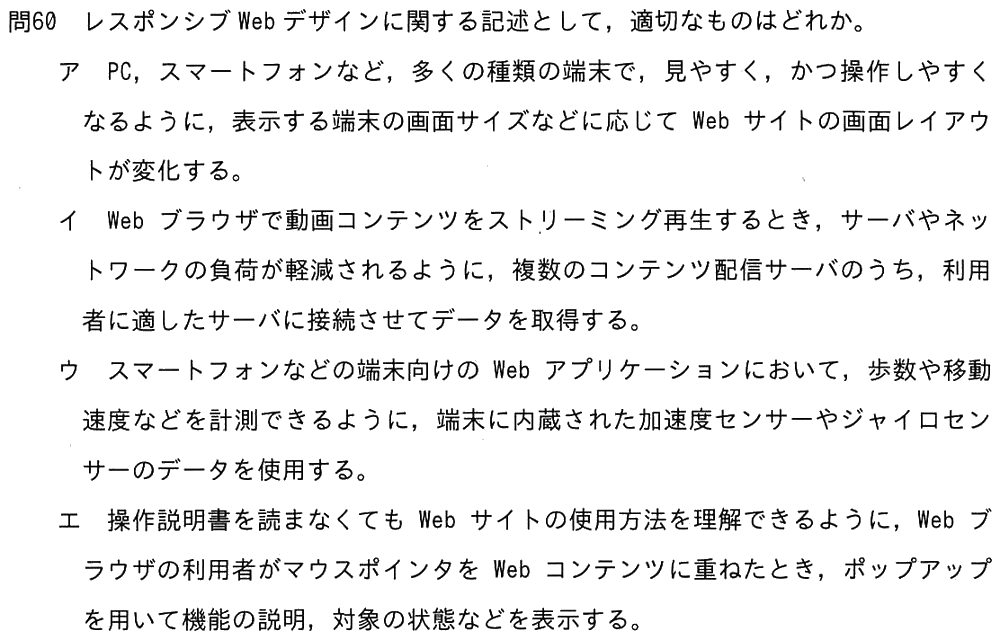 問60　レスポンシブWebデザインに関する記述として，適切なものはどれか。
ア　PC，スマートフォンなど，多くの種類の端末で，見やすく，かつ操作しやすく
なるように，表示する端末の画面サイズなどに応じて Web サイトの画面レイアウ
トが変化する。
イ　Web ブラウザで動画コンテンツをストリーミング再生するとき，サーバやネッ
トワークの負荷が軽減されるように，複数のコンテンツ配信サーバのうち，利用
者に適したサーバに接続させてデータを取得する。
ウ　スマートフォンなどの端末向けの Web アプリケーションにおいて，歩数や移動
速度などを計測できるように，端末に内蔵された加速度センサーやジャイロセン
サーのデータを使用する。
エ　操作説明書を読まなくても Web サイトの使用方法を理解できるように，Web ブ
ラウザの利用者がマウスポインタを Web コンテンツに重ねたとき，ポップアップ
を用いて機能の説明，対象の状態などを表示する。